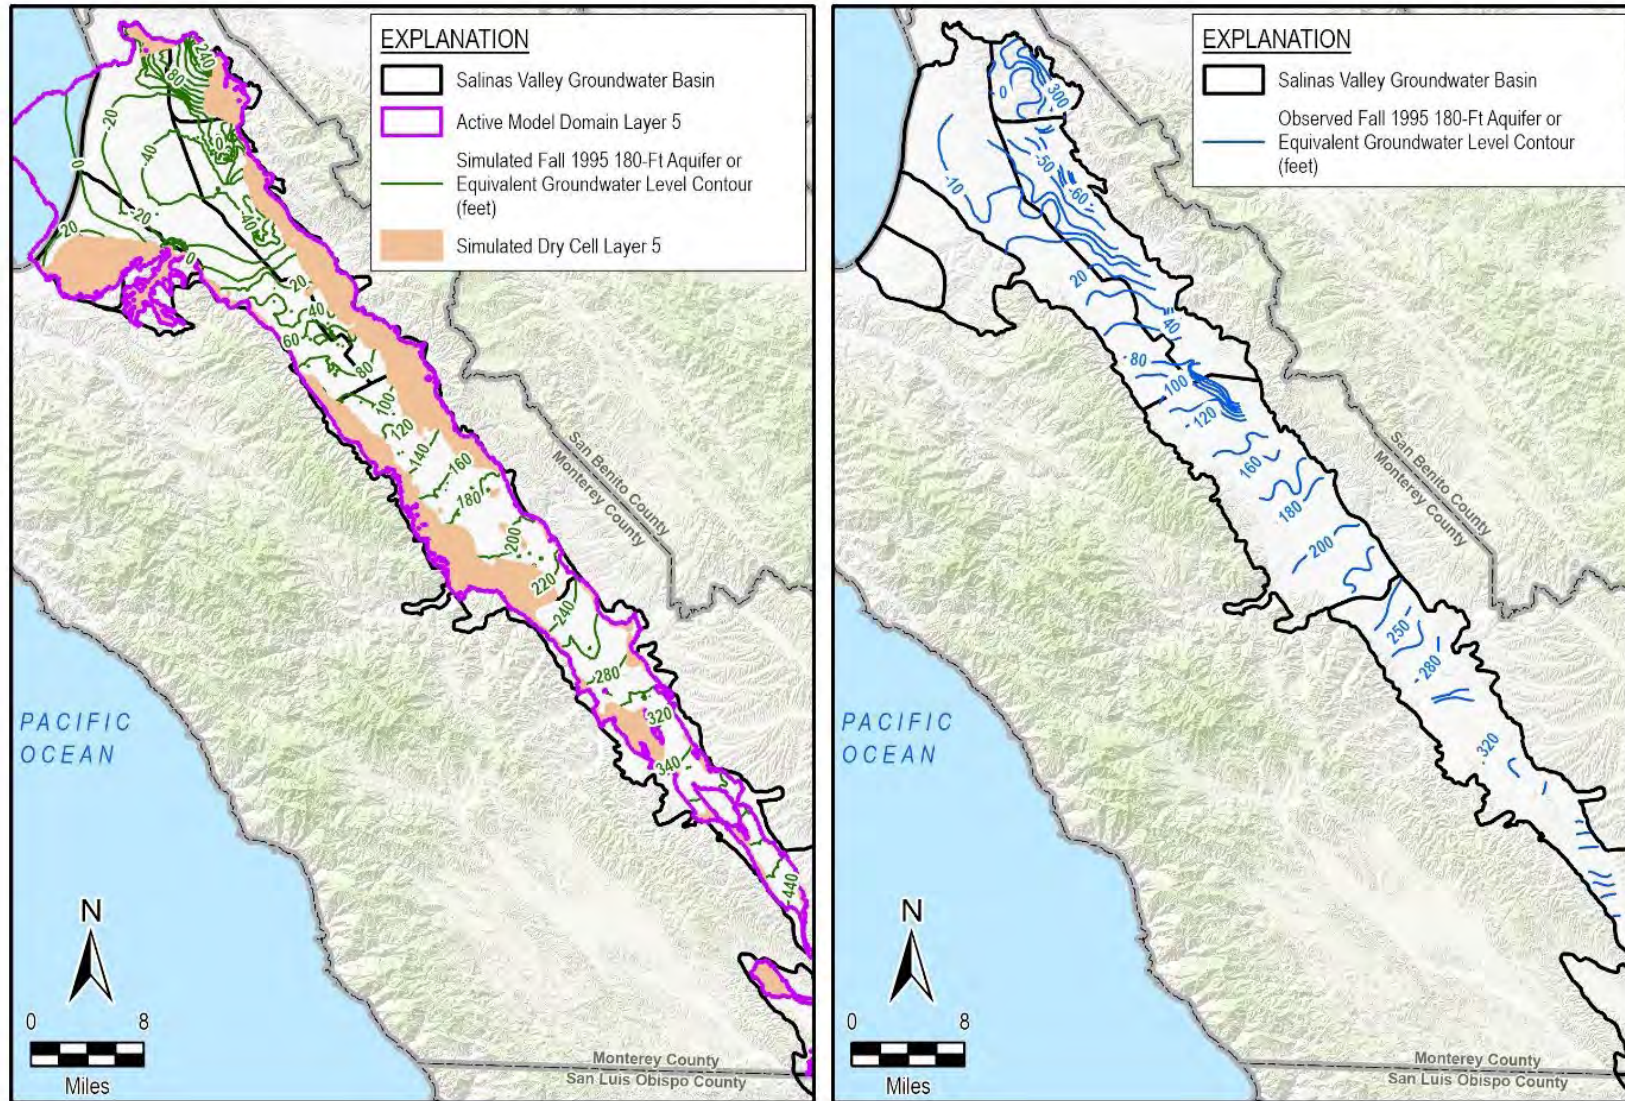 EXPLANATION
Salinas Valley Groundwater Basin
Active Model Domain Layer 5
Simulated Fall 1995 180-Ft Aquifer or
Equivalent Groundwater Level Contour
(feet)
Simulated Dry Cell Layer 5
240
80
-20
0
-40
-20
-40
0
20
20
40
60
80
100
120
140
160
180
200
220
240
280
320
340
440
San Benito County
Monterey County
PACIFIC
OCEAN
N
0 8
Miles
Monterey County
San Luis Obispo County
EXPLANATION
Salinas Valley Groundwater Basin
Observed Fall 1995 180-Ft Aquifer or
Equivalent Groundwater Level Contour
(feet)
300
0
-50
-60
-10
20
40
80
100
120
160
180
200
250
280
320
San Benito County
Monterey County
PACIFIC
OCEAN
N
0 8
Miles
Monterey County
San Luis Obispo County